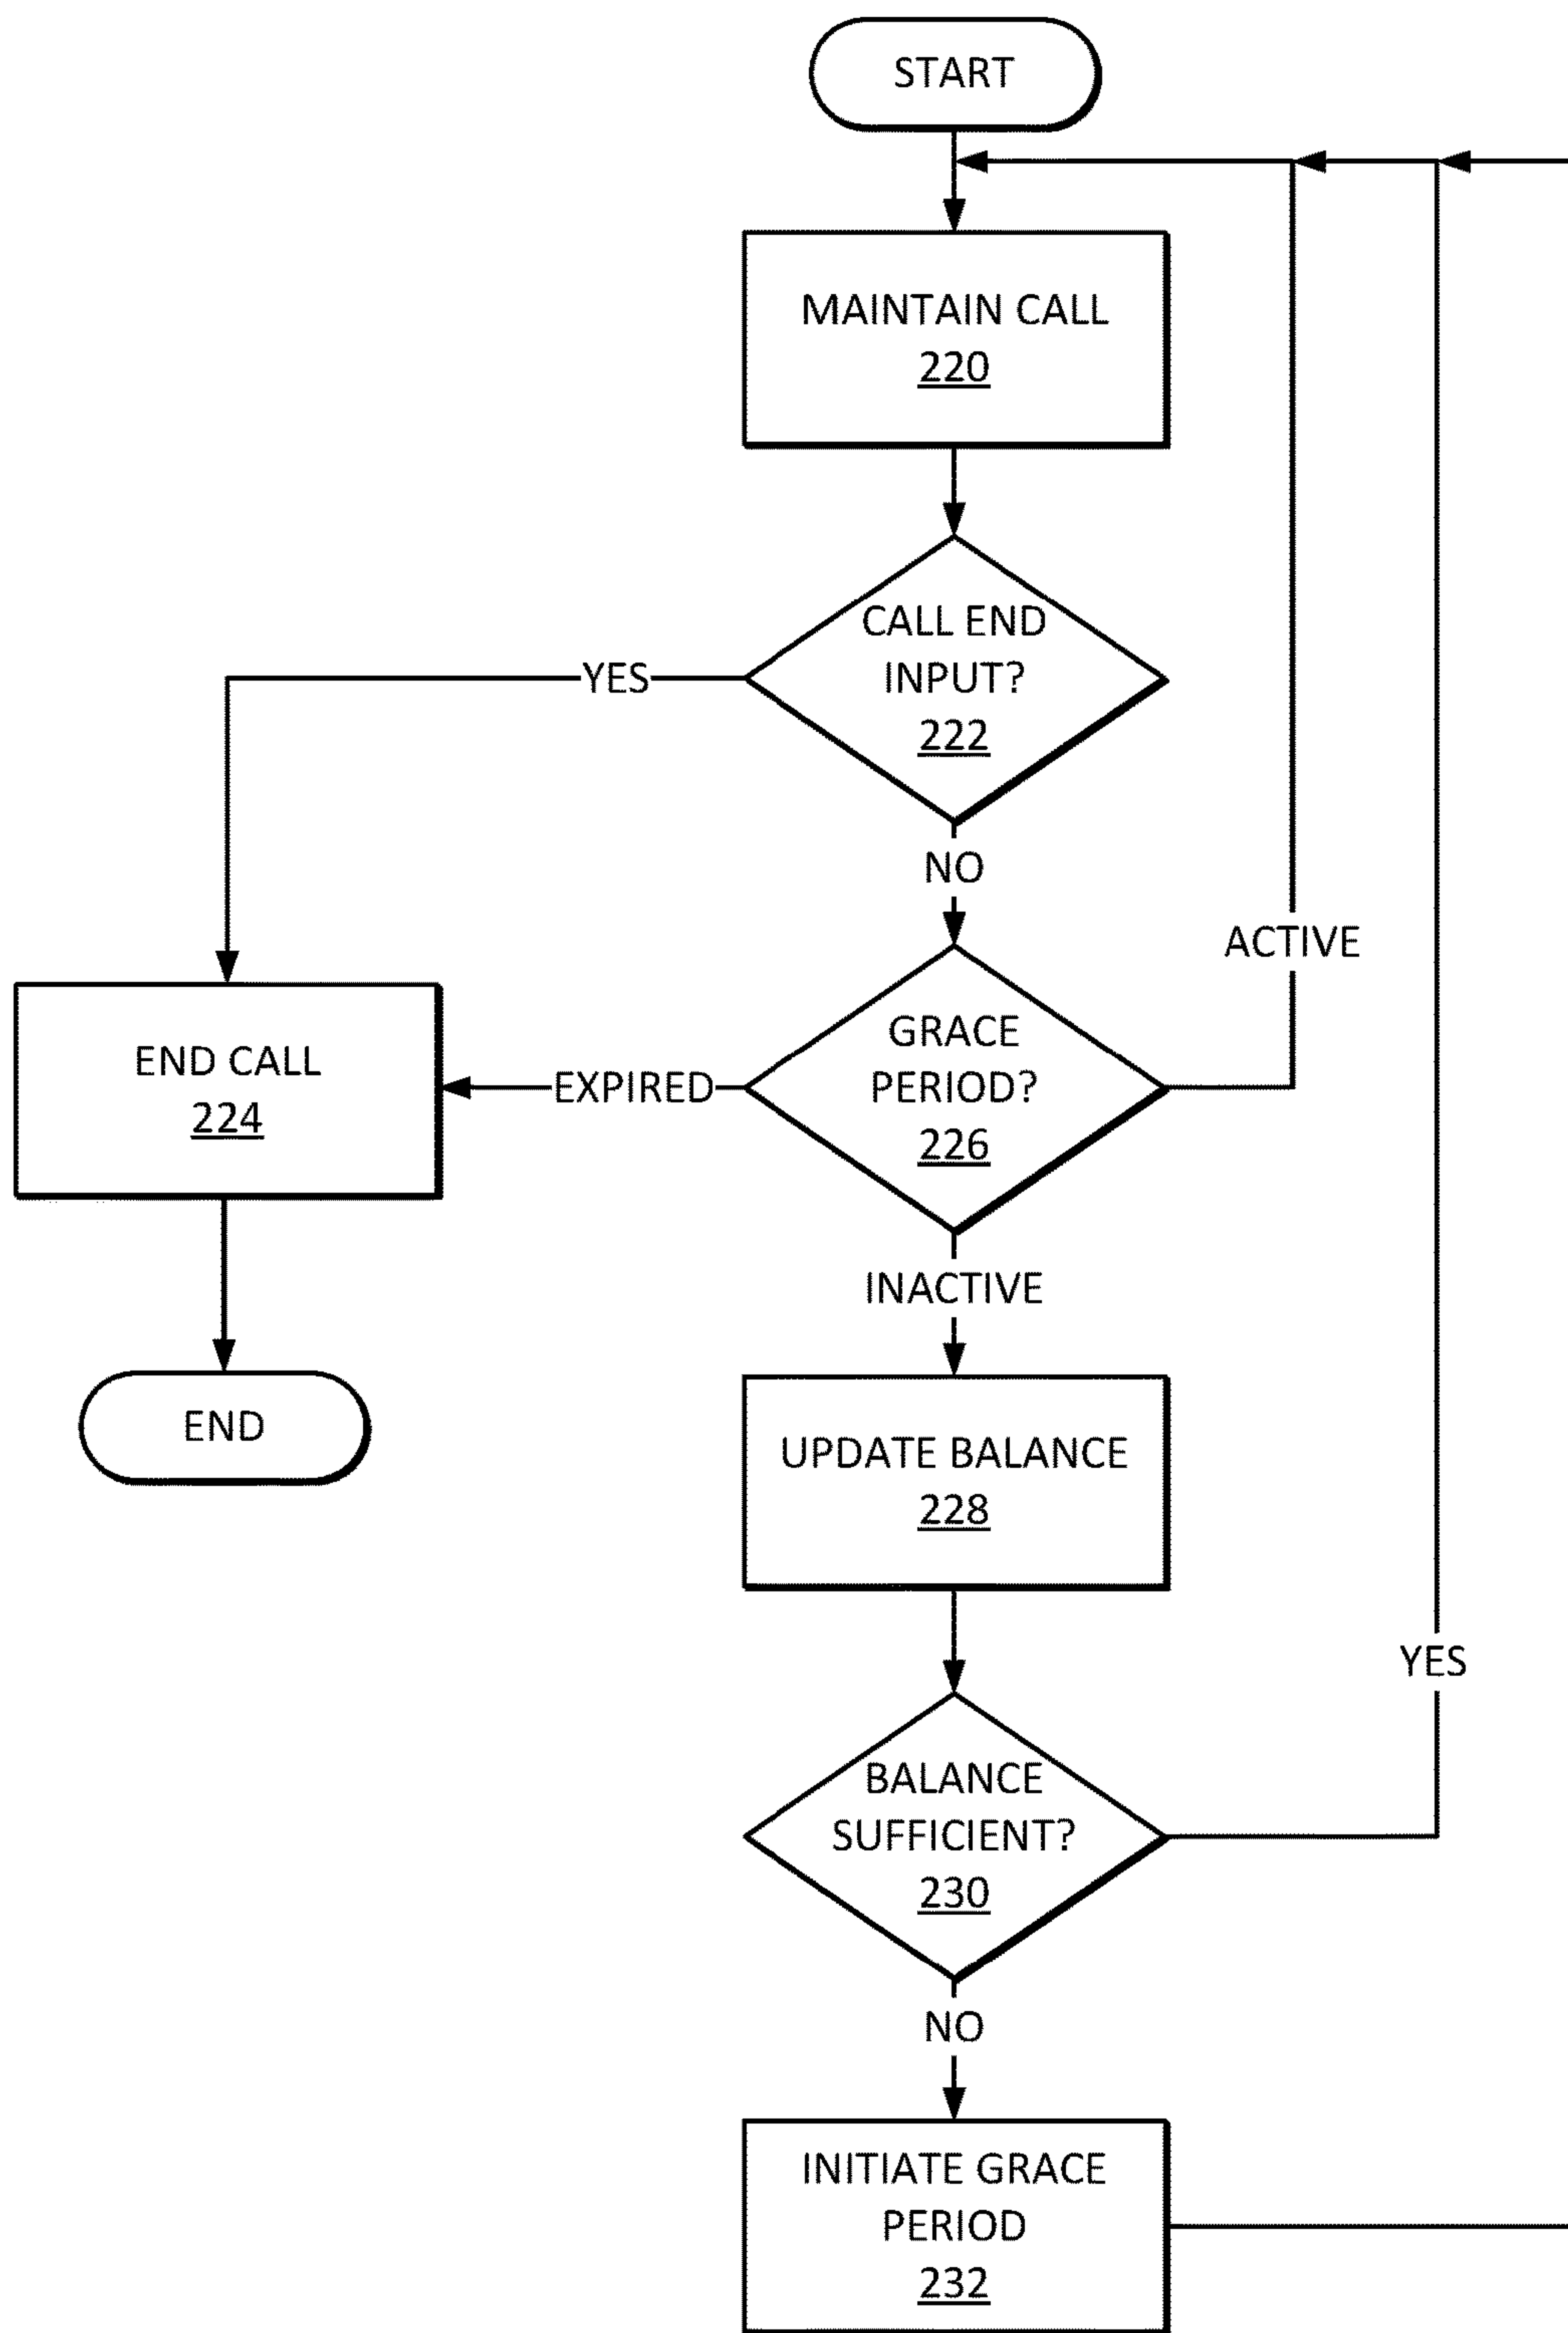 START
MAINTAIN CALL
220
CALL END
INPUT?
222
YES
NO
ACTIVE
GRACE
PERIOD?
226
EXPIRED
END CALL
224
INACTIVE
END
UPDATE BALANCE
228
YES
BALANCE
SUFFICIENT?
230
NO
INITIATE GRACE
PERIOD
232